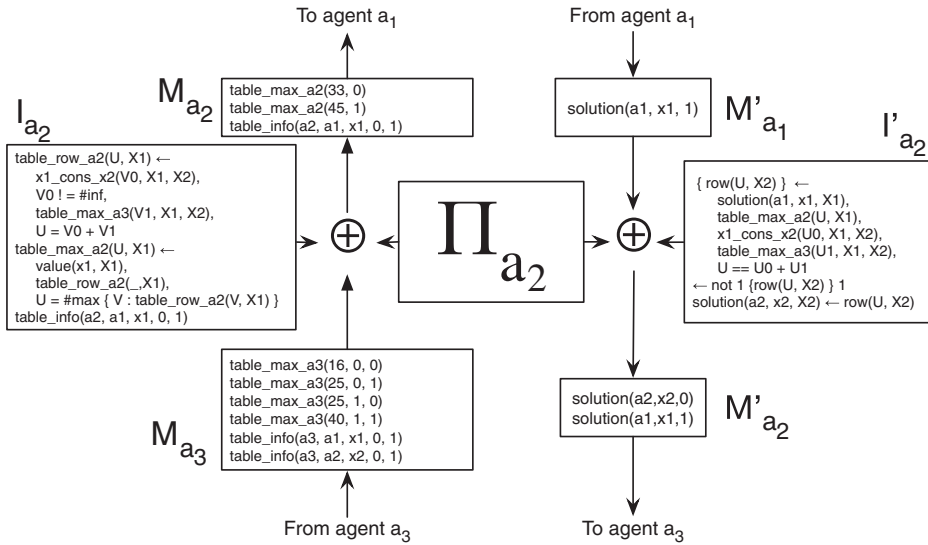 To agent a1
From agent a1
Ma2
table_max_a2(33, 0)
table_max_a2(45, 1)
table_info(a2, a1, x1, 0, 1)
solution(a1, x1, 1)
M'a1
Ia2
table_row_a2(U, X1) ←
x1_cons_x2(V0, X1, X2),
V0 ! = #inf,
table_max_a3(V1, X1, X2),
U = V0 + V1
table_max_a2(U, X1) ←
value(x1, X1),
table_row_a2(_,X1),
U = #max { V : table_row_a2(V, X1) }
table_info(a2, a1, x1, 0, 1)
⊕
Πa2
⊕
I'a2
{ row(U, X2) } ←
solution(a1, x1, X1),
table_max_a2(U, X1),
x1_cons_x2(U0, X1, X2),
table_max_a3(U1, X1, X2),
U == U0 + U1
← not 1 {row(U, X2) } 1
solution(a2, x2, X2) ← row(U, X2)
Ma3
table_max_a3(16, 0, 0)
table_max_a3(25, 0, 1)
table_max_a3(25, 1, 0)
table_max_a3(40, 1, 1)
table_info(a3, a1, x1, 0, 1)
table_info(a3, a2, x2, 0, 1)
solution(a2,x2,0)
solution(a1,x1,1)
M'a2
From agent a3
To agent a3